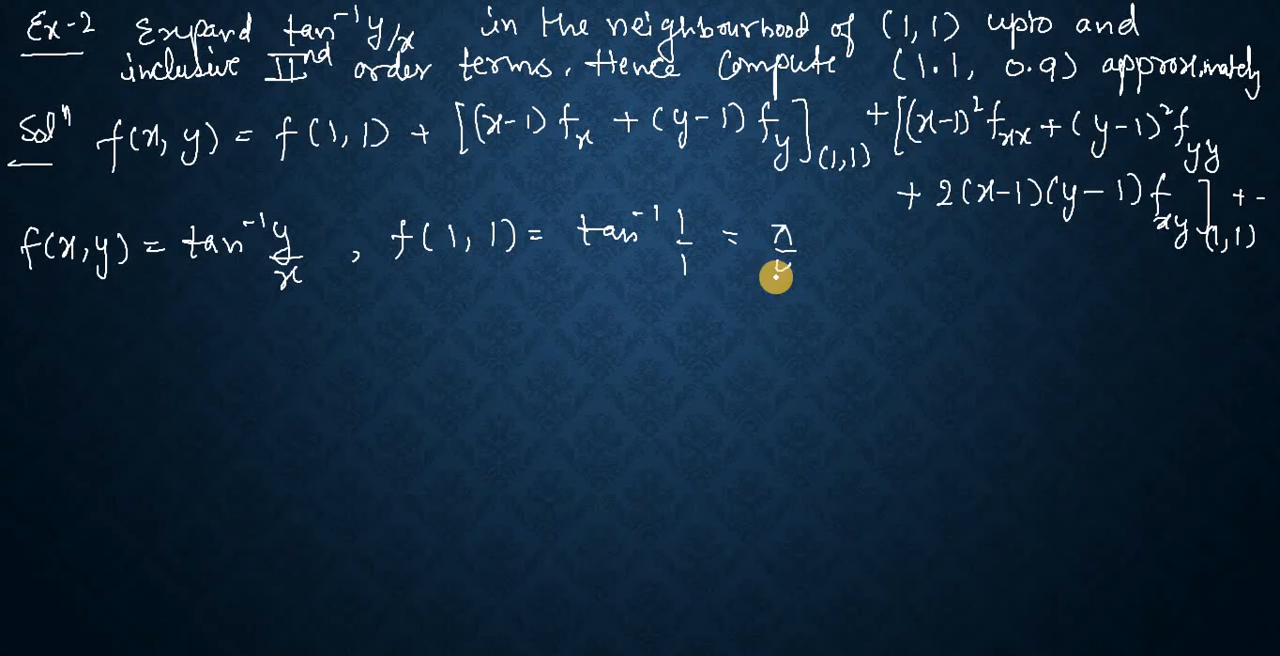 Ex-2 Expand tan⁻¹ y/x in the neighbourhood of (1,1) upto and
inclusive IInd order terms. Hence Compute (1.1, 0.9) approximately
Solⁿ f(x,y) = f(1,1) + [(x-1) fx + (y-1) fy](1,1) + [(x-1)² fxx + (y-1)² fyy
+ 2(x-1)(y-1) fxy](1,1) + -
f(x,y) = tan⁻¹ y/x , f(1,1) = tan⁻¹ 1/1 = π/